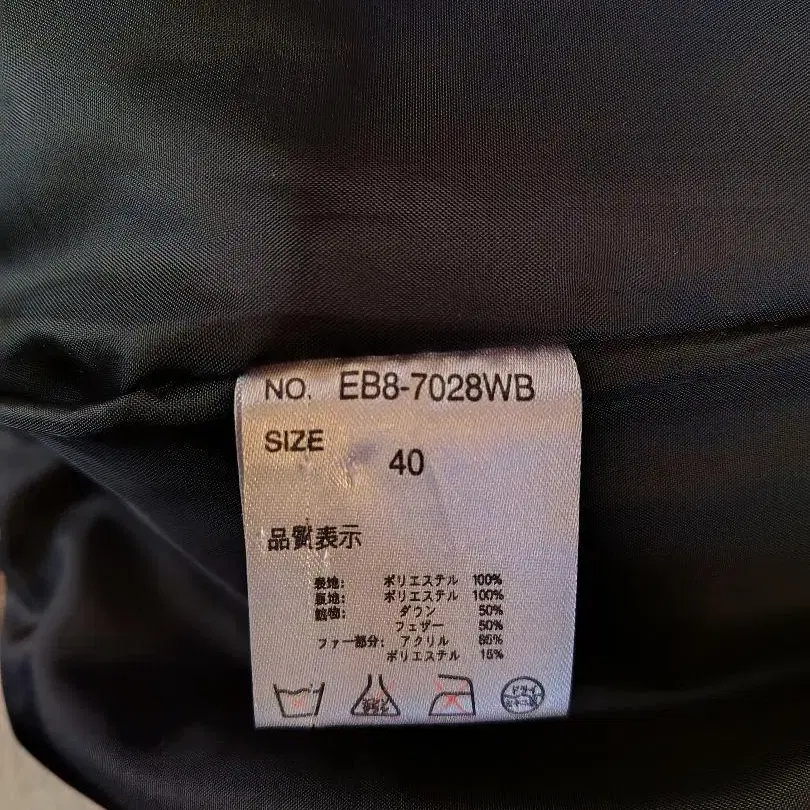 NO. EB8-7028WB
SIZE
40
品質表示
表地: ポリエステル 100%
裏地: ポリエステル 100%
詰物: ダウン 50%
フェザー 50%
ファー部分: アクリル 85%
ポリエステル 15%